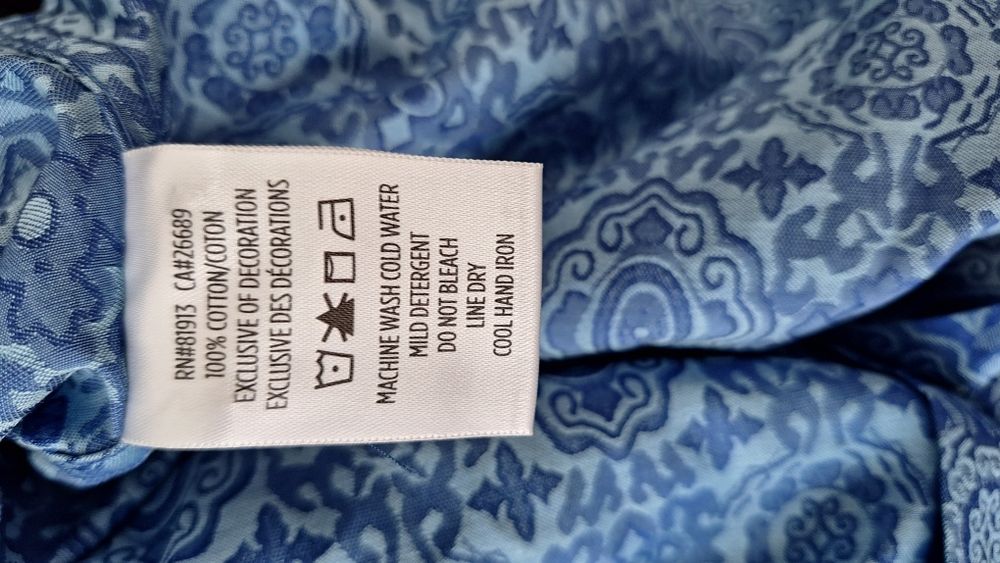 RN#81913 CA#26689
100% COTTON/COTON
EXCLUSIVE OF DECORATION
EXCLUSIVE DES DÉCORATIONS
MACHINE WASH COLD WATER
MILD DETERGENT
DO NOT BLEACH
LINE DRY
COOL HAND IRON